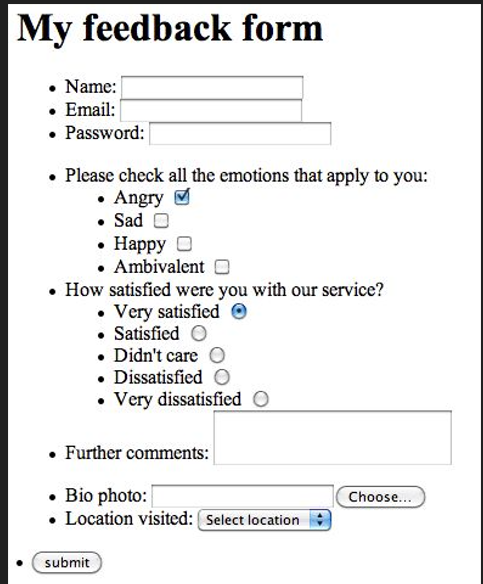 My feedback form
Name:
Email:
Password:
Please check all the emotions that apply to you:
Angry
Sad
Happy
Ambivalent
How satisfied were you with our service?
Very satisfied
Satisfied
Didn't care
Dissatisfied
Very dissatisfied
Further comments:
Bio photo: Choose...
Location visited: Select location
submit